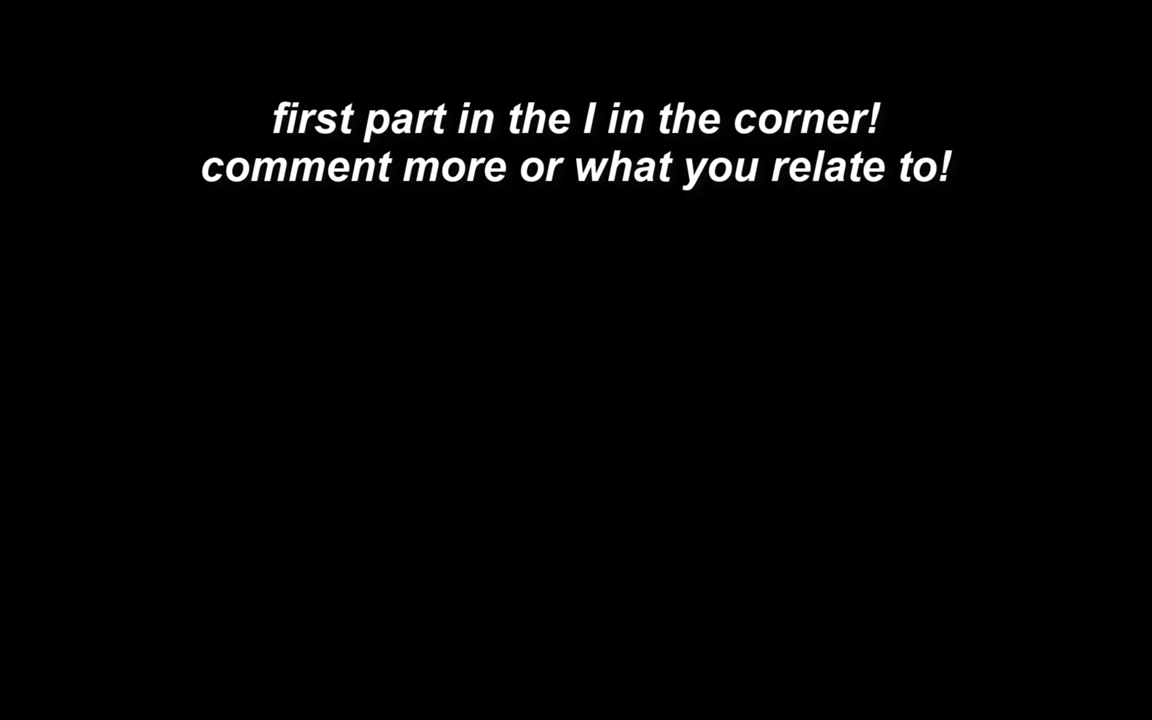 first part in the I in the corner!
comment more or what you relate to!